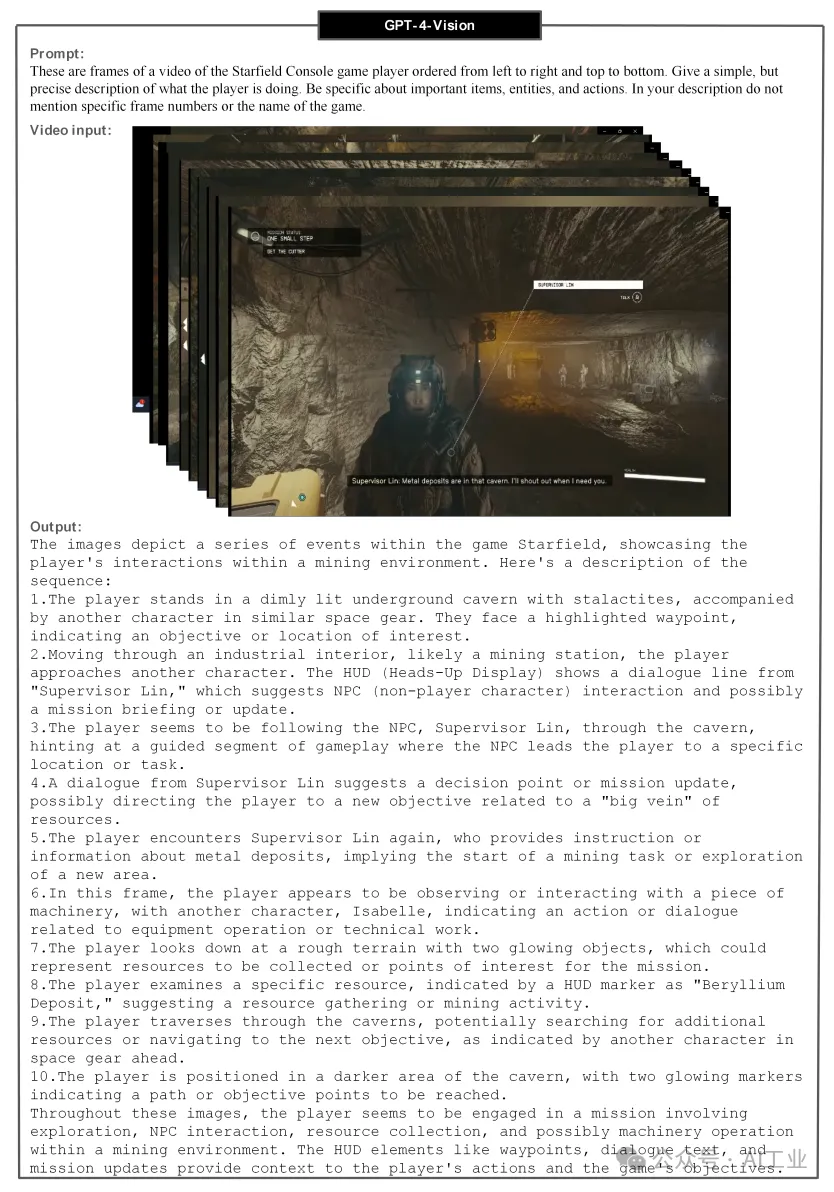 GPT-4-Vision
Prompt:
These are frames of a video of the Starfield Console game player ordered from left to right and top to bottom. Give a simple, but
precise description of what the player is doing. Be specific about important items, entities, and actions. In your description do not
mention specific frame numbers or the name of the game.
Video input:
MISSION STATUS
ONE SMALL STEP
GET THE CUTTER
SUPERVISOR LIN
TALK
Supervisor Lin: Metal deposits are in that cavern. I'll shout out when I need you.
Output:
The images depict a series of events within the game Starfield, showcasing the
player's interactions within a mining environment. Here's a description of the
sequence:
1.The player stands in a dimly lit underground cavern with stalactites, accompanied
by another character in similar space gear. They face a highlighted waypoint,
indicating an objective or location of interest.
2.Moving through an industrial interior, likely a mining station, the player
approaches another character. The HUD (Heads-Up Display) shows a dialogue line from
"Supervisor Lin," which suggests NPC (non-player character) interaction and possibly
a mission briefing or update.
3.The player seems to be following the NPC, Supervisor Lin, through the cavern,
hinting at a guided segment of gameplay where the NPC leads the player to a specific
location or task.
4.A dialogue from Supervisor Lin suggests a decision point or mission update,
possibly directing the player to a new objective related to a "big vein" of
resources.
5.The player encounters Supervisor Lin again, who provides instruction or
information about metal deposits, implying the start of a mining task or exploration
of a new area.
6.In this frame, the player appears to be observing or interacting with a piece of
machinery, with another character, Isabelle, indicating an action or dialogue
related to equipment operation or technical work.
7.The player looks down at a rough terrain with two glowing objects, which could
represent resources to be collected or points of interest for the mission.
8.The player examines a specific resource, indicated by a HUD marker as "Beryllium
Deposit," suggesting a resource gathering or mining activity.
9.The player traverses through the caverns, potentially searching for additional
resources or navigating to the next objective, as indicated by another character in
space gear ahead.
10.The player is positioned in a darker area of the cavern, with two glowing markers
indicating a path or objective points to be reached.
Throughout these images, the player seems to be engaged in a mission involving
exploration, NPC interaction, resource collection, and possibly machinery operation
within a mining environment. The HUD elements like waypoints, dialogue text, and
mission updates provide context to the player's actions and the game's objectives.
公众号 · AI工业